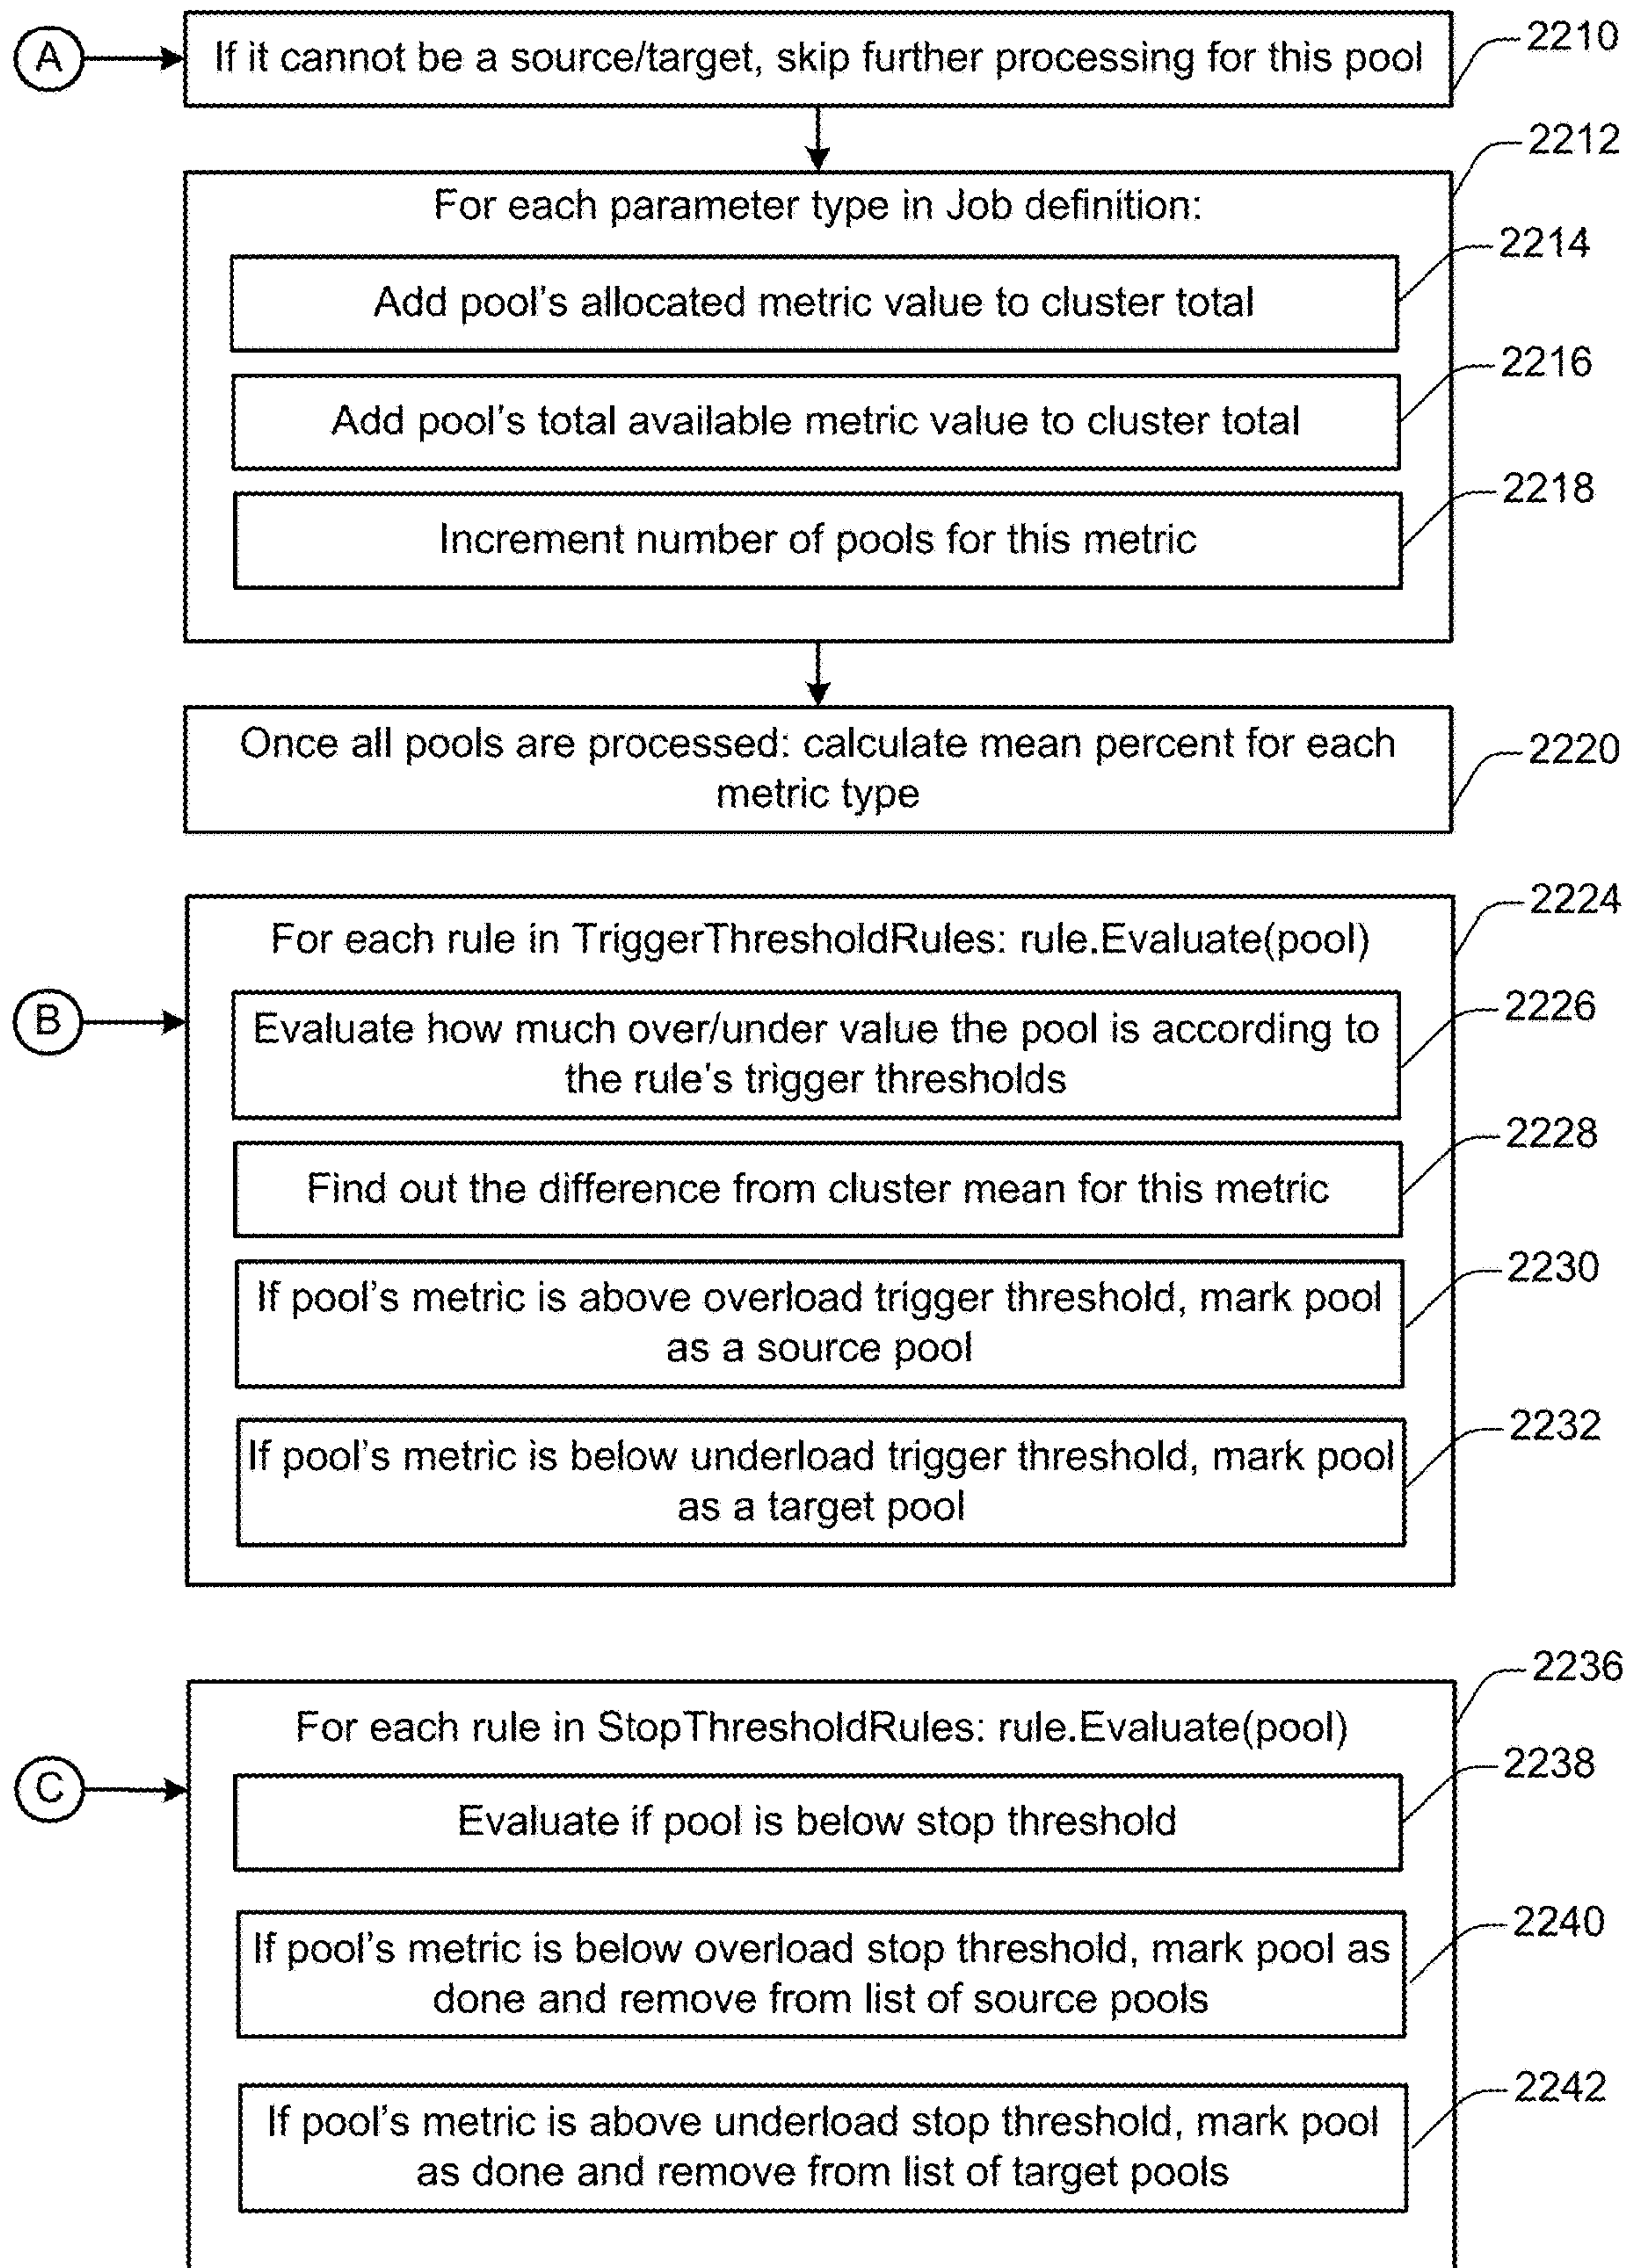 A
If it cannot be a source/target, skip further processing for this pool
2210
2212
For each parameter type in Job definition:
2214
Add pool's allocated metric value to cluster total
2216
Add pool's total available metric value to cluster total
2218
Increment number of pools for this metric
Once all pools are processed: calculate mean percent for each
metric type
2220
2224
For each rule in TriggerThresholdRules: rule.Evaluate(pool)
B
2226
Evaluate how much over/under value the pool is according to
the rule's trigger thresholds
2228
Find out the difference from cluster mean for this metric
2230
If pool's metric is above overload trigger threshold, mark pool
as a source pool
2232
If pool's metric is below underload trigger threshold, mark pool
as a target pool
2236
For each rule in StopThresholdRules: rule.Evaluate(pool)
C
2238
Evaluate if pool is below stop threshold
2240
If pool's metric is below overload stop threshold, mark pool as
done and remove from list of source pools
2242
If pool's metric is above underload stop threshold, mark pool
as done and remove from list of target pools